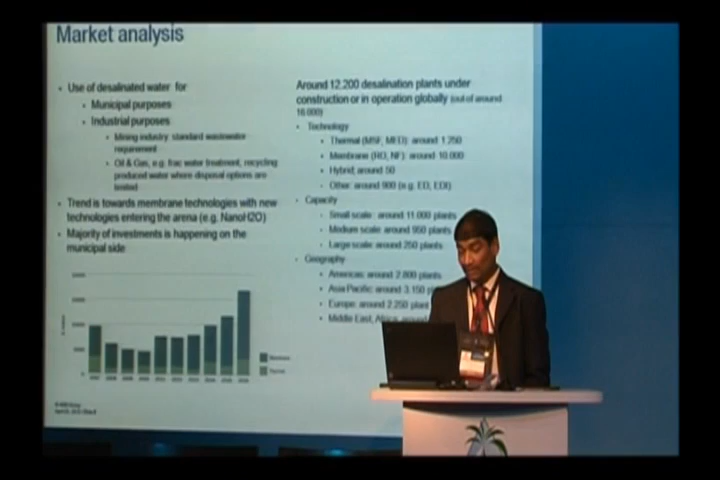 Market analysis
Use of desalinated water for
Municipal purposes
Industrial purposes
Mining industry: standard wastewater
requirement
Oil & Gas, e.g. frac water treatment, recycling
produced water where disposal options are
limited
Trend is towards membrane technologies with new
technologies entering the arena (e.g. NanoH2O)
Majority of investments is happening on the
municipal side
Around 12,200 desalination plants under
construction or in operation globally (out of around
16 000)
Technology
Thermal (MSF, MED): around 1 250
Membrane (RO, NF): around 10 000
Hybrid: around 50
Other: around 900 (e.g. ED, EDI)
Capacity
Small scale: around 11 000 plants
Medium scale: around 950 plants
Large scale: around 250 plants
Geography
Americas: around 2 800 plants
Asia Pacific: around 3 150
Europe: around 2 250 plant
Middle East, Africa: around
Membrane
Thermal